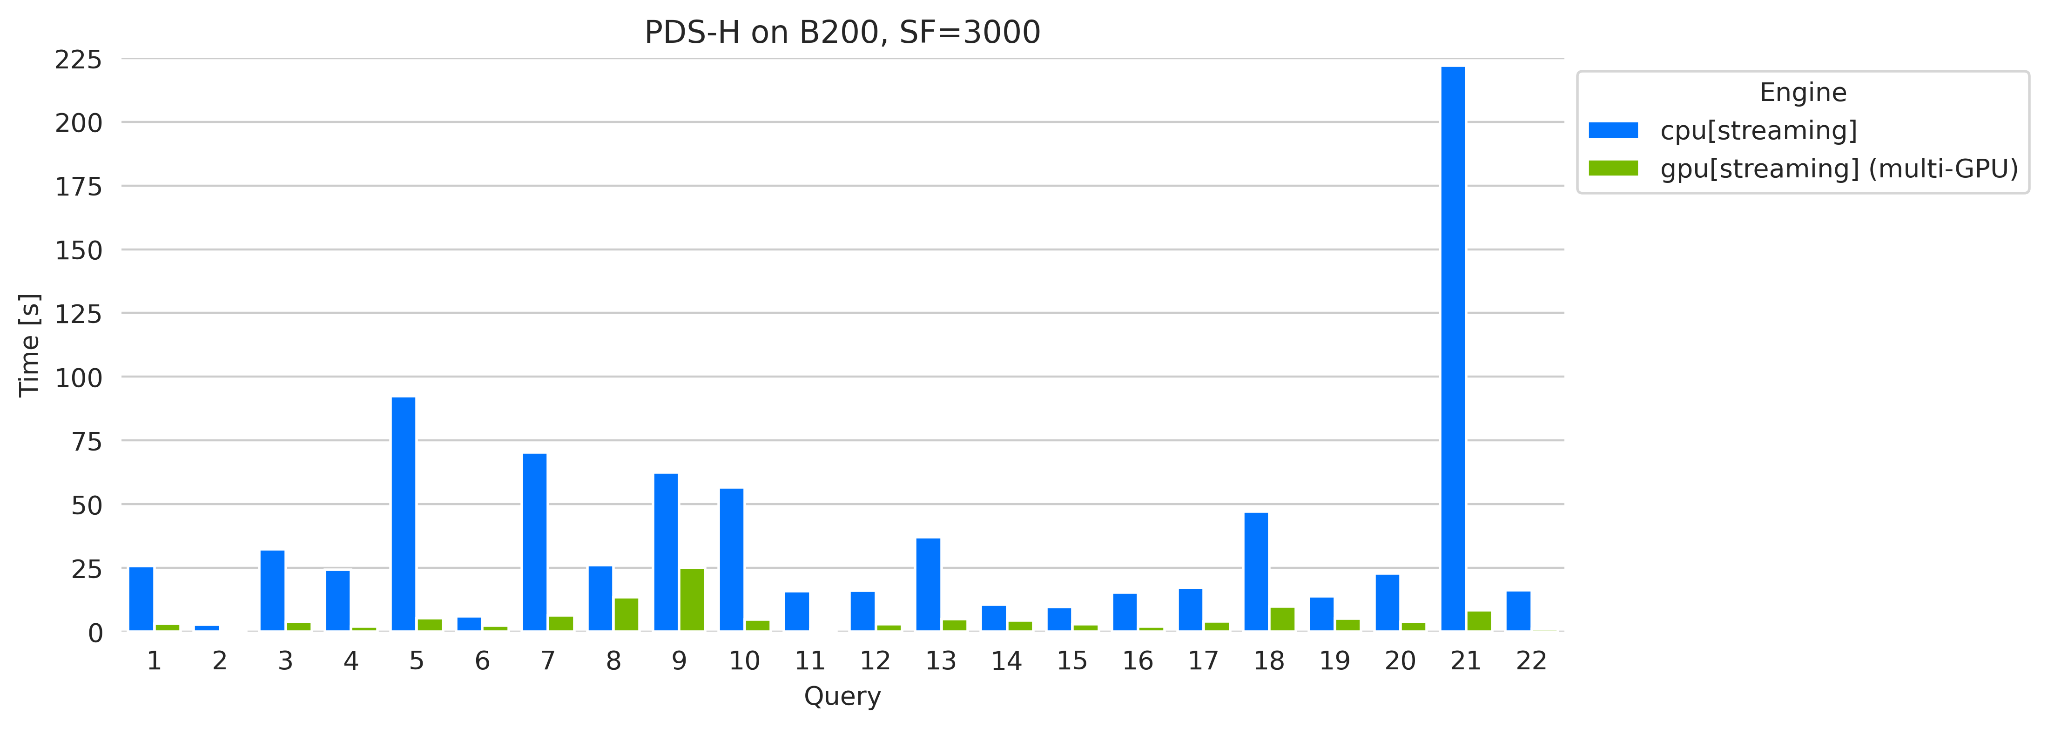 PDS-H on B200, SF=3000
225
200
175
150
125
100
75
50
25
0
Time [s]
1 2 3 4 5 6 7 8 9 10 11 12 13 14 15 16 17 18 19 20 21 22
Query
Engine
cpu[streaming]
gpu[streaming] (multi-GPU)